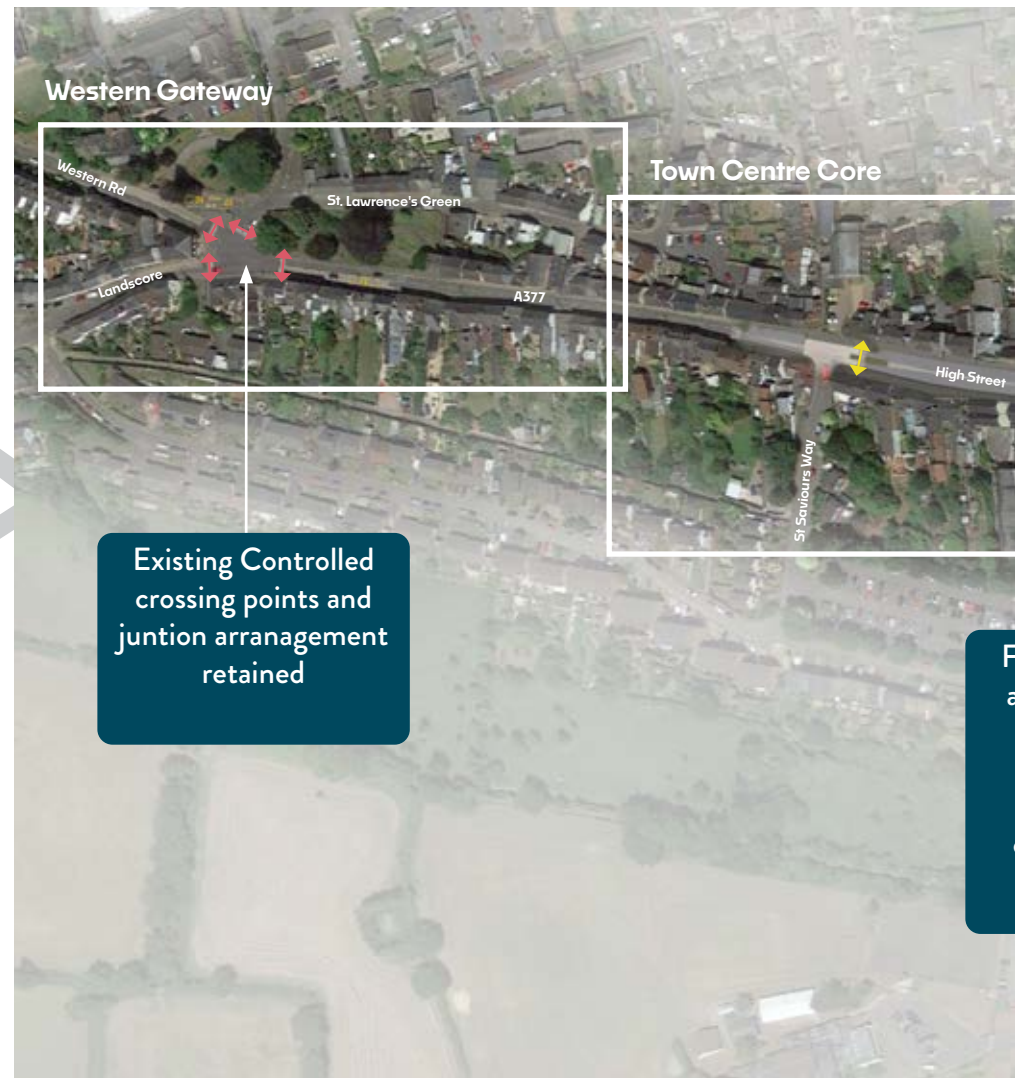 Western Gateway
Town Centre Core
Western Rd
St. Lawrence's Green
Landscore
A377
High Street
St Saviours Way
Existing Controlled
crossing points and
juntion arranagement
retained